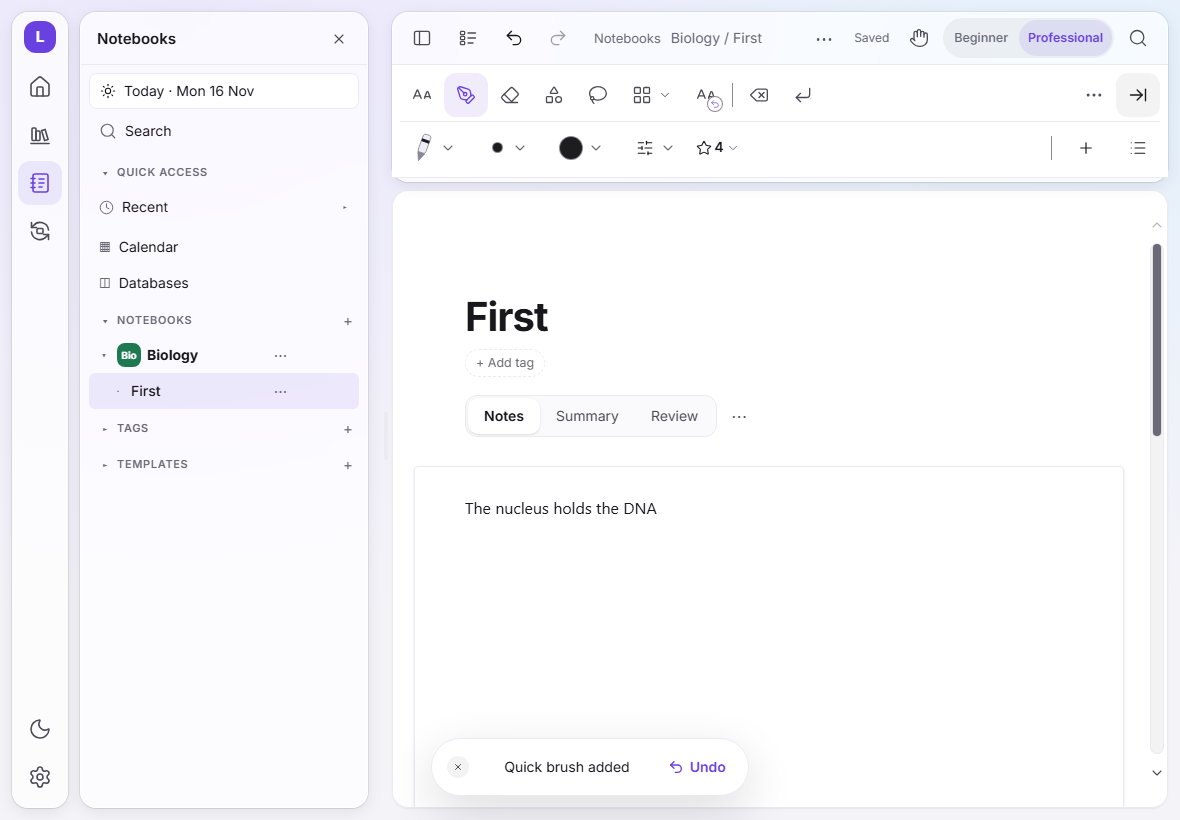 L
Notebooks
Today · Mon 16 Nov
Search
QUICK ACCESS
Recent
Calendar
Databases
NOTEBOOKS
Bio Biology
First
TAGS
TEMPLATES
Notebooks Biology / First
Saved
Beginner Professional
AA
AA
4
First
+ Add tag
Notes Summary Review
The nucleus holds the DNA
Quick brush added Undo